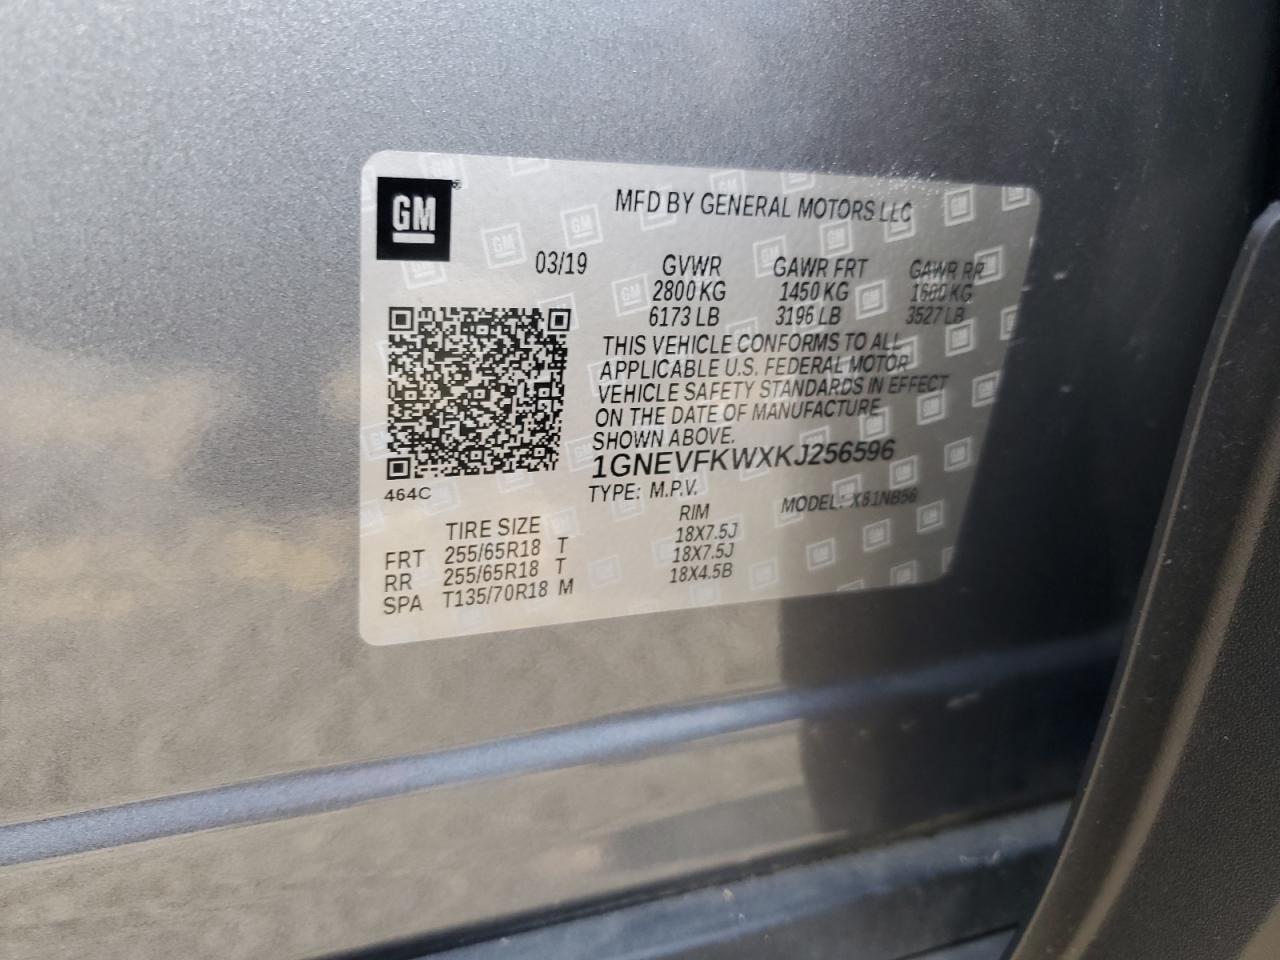 GM
MFD BY GENERAL MOTORS LLC
03/19 GVWR GAWR FRT GAWR RR
2800 KG 1450 KG 1600 KG
6173 LB 3196 LB 3527 LB
THIS VEHICLE CONFORMS TO ALL
APPLICABLE U.S. FEDERAL MOTOR
VEHICLE SAFETY STANDARDS IN EFFECT
ON THE DATE OF MANUFACTURE
SHOWN ABOVE.
1GNEVFKWXKJ256596
464C
TYPE: M.P.V. MODEL: X81NB56
TIRE SIZE RIM
FRT 255/65R18 T 18X7.5J
RR 255/65R18 T 18X7.5J
SPA T135/70R18 M 18X4.5B